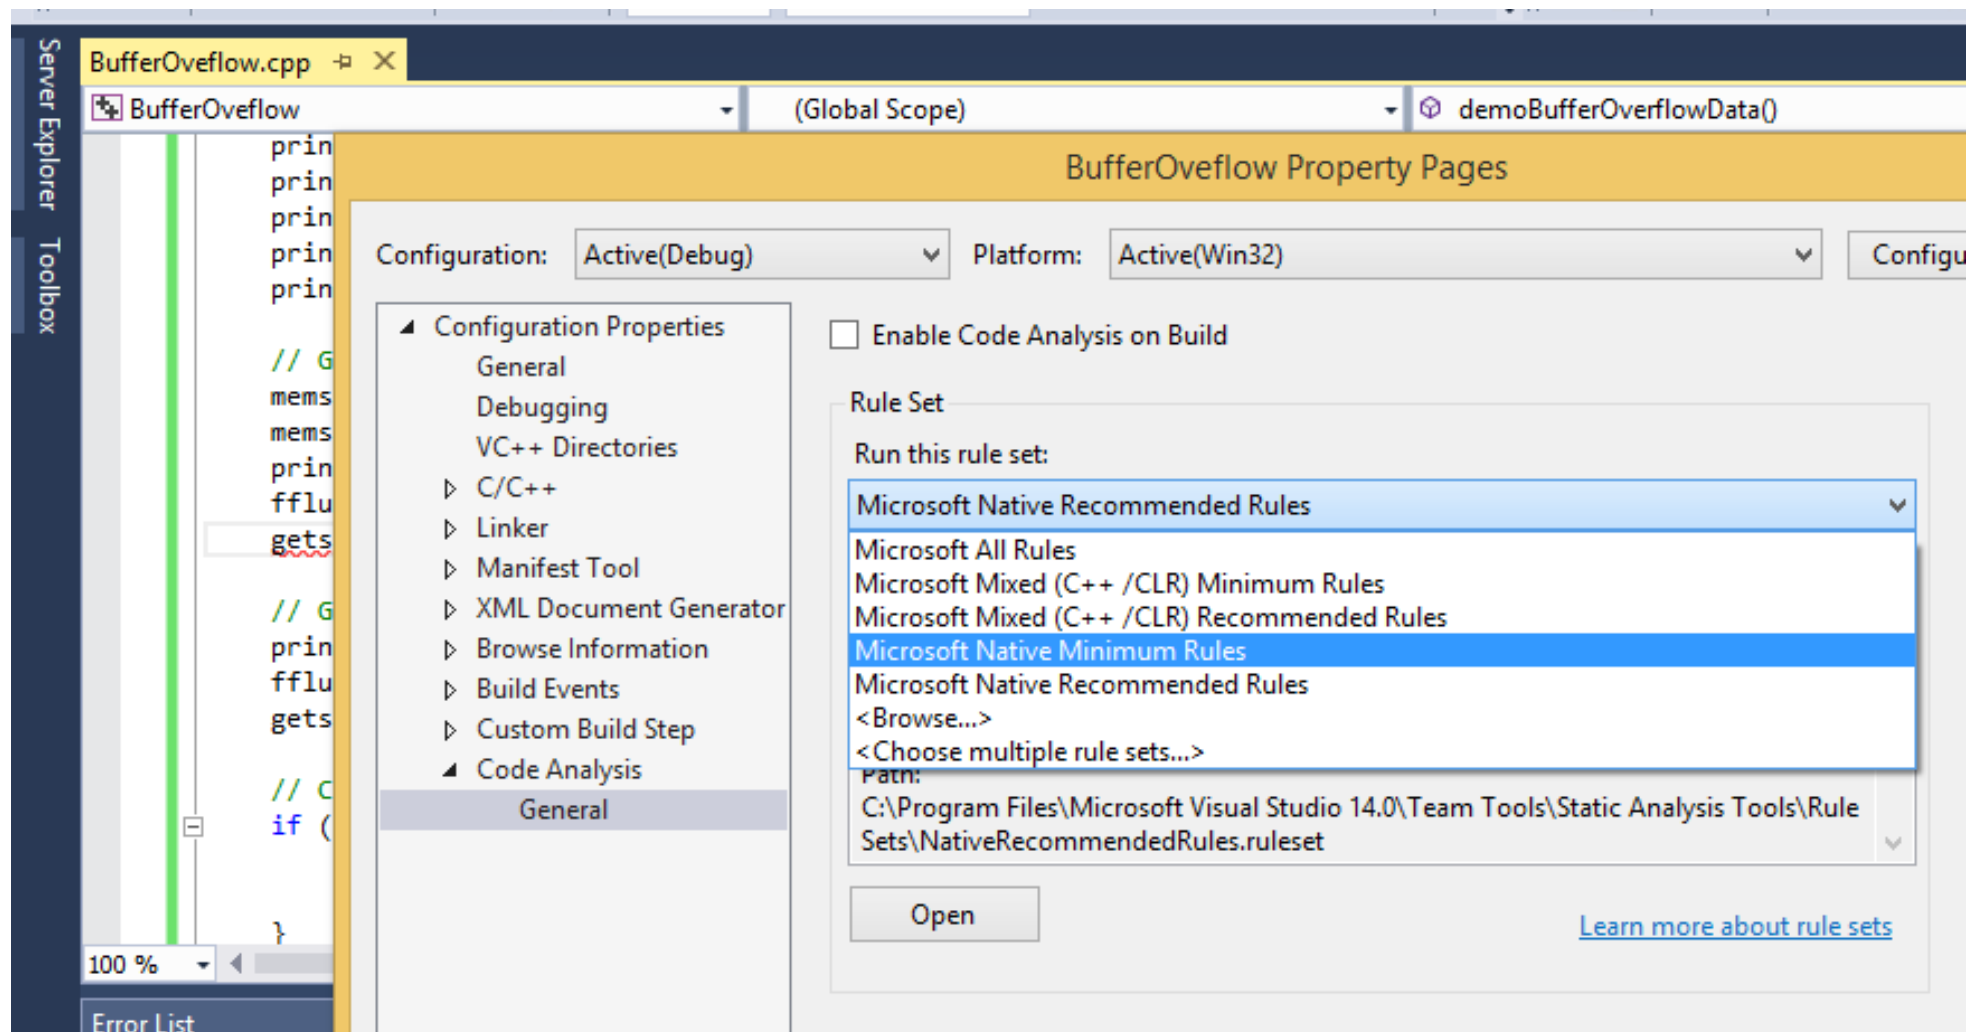 Server Explorer
Toolbox
BufferOveflow.cpp
BufferOveflow
(Global Scope)
demoBufferOverflowData()
prin
prin
prin
prin
prin
// G
mems
mems
prin
fflu
gets
// G
prin
fflu
gets
// C
if (
}
100 %
Error List
BufferOveflow Property Pages
Configuration:
Active(Debug)
Platform:
Active(Win32)
Configu
Configuration Properties
General
Debugging
VC++ Directories
C/C++
Linker
Manifest Tool
XML Document Generator
Browse Information
Build Events
Custom Build Step
Code Analysis
General
Enable Code Analysis on Build
Rule Set
Run this rule set:
Microsoft Native Recommended Rules
Microsoft All Rules
Microsoft Mixed (C++ /CLR) Minimum Rules
Microsoft Mixed (C++ /CLR) Recommended Rules
Microsoft Native Minimum Rules
Microsoft Native Recommended Rules
<Browse...>
<Choose multiple rule sets...>
Path:
C:\Program Files\Microsoft Visual Studio 14.0\Team Tools\Static Analysis Tools\Rule
Sets\NativeRecommendedRules.ruleset
Open
Learn more about rule sets